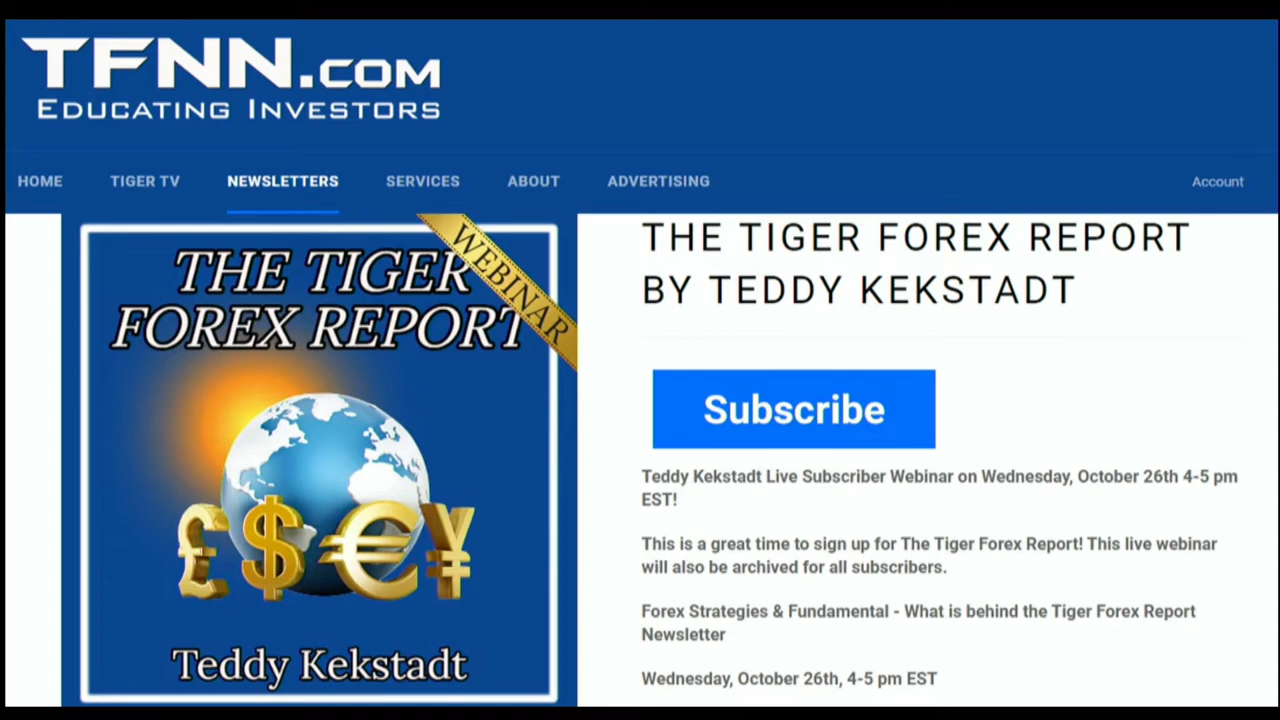 TFNN.COM
EDUCATING INVESTORS
HOME TIGER TV NEWSLETTERS SERVICES ABOUT ADVERTISING Account
THE TIGER
FOREX REPORT
WEBINAR
£$€¥
Teddy Kekstadt
THE TIGER FOREX REPORT
BY TEDDY KEKSTADT
Subscribe
Teddy Kekstadt Live Subscriber Webinar on Wednesday, October 26th 4-5 pm
EST!
This is a great time to sign up for The Tiger Forex Report! This live webinar
will also be archived for all subscribers.
Forex Strategies & Fundamental - What is behind the Tiger Forex Report
Newsletter
Wednesday, October 26th, 4-5 pm EST